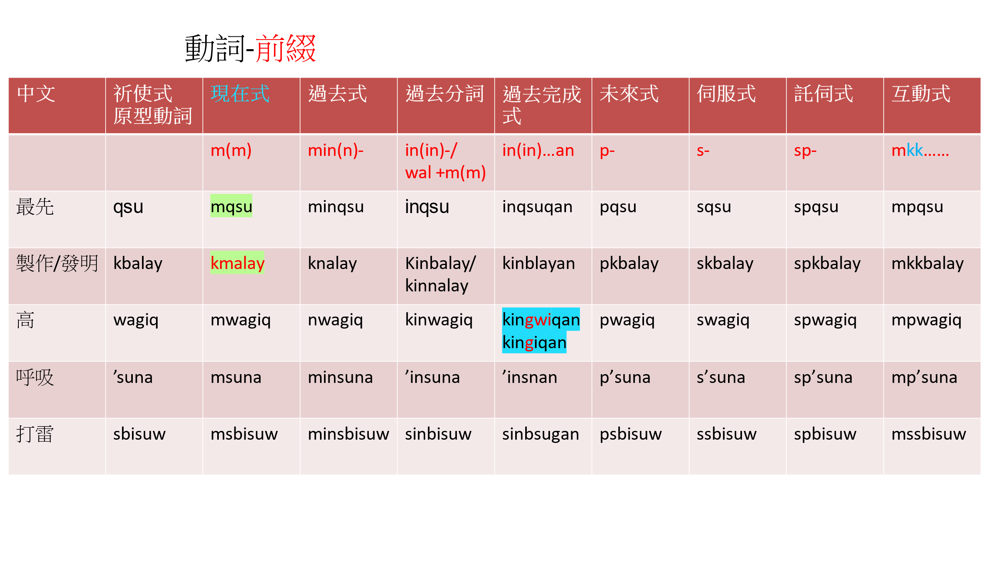 動詞-前綴
中文 祈使式 現在式 過去式 過去分詞 過去完成 未來式 伺服式 託何式 互動式
原型動詞 式
m(m) min(n)- in(in)-/ in(in)...an p- s- sp- mkk......
wal +m(m)
最先 qsu mqsu minqsu inqsu inqsuqan pqsu sqsu spqsu mpqsu
製作/發明 kbalay kmalay knalay Kinbalay/ kinblayan pkbalay skbalay spkbalay mkkbalay
kinnalay
高 wagiq mwagiq nwagiq kinwagiq kingwiqan pwagiq swagiq spwagiq mpwagiq
kingiqan
呼吸 ’suna msuna minsuna ’insuna ’insnan p’suna s’suna sp’suna mp’suna
打雷 sbisuw msbisuw minsbisuw sinbisuw sinbsugan psbisuw ssbisuw spbisuw mssbisuw